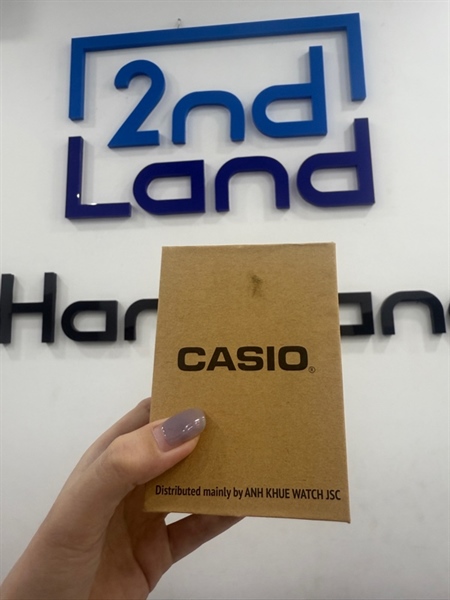 2nd
Land
CASIO®
Distributed mainly by ANH KHUE WATCH JSC